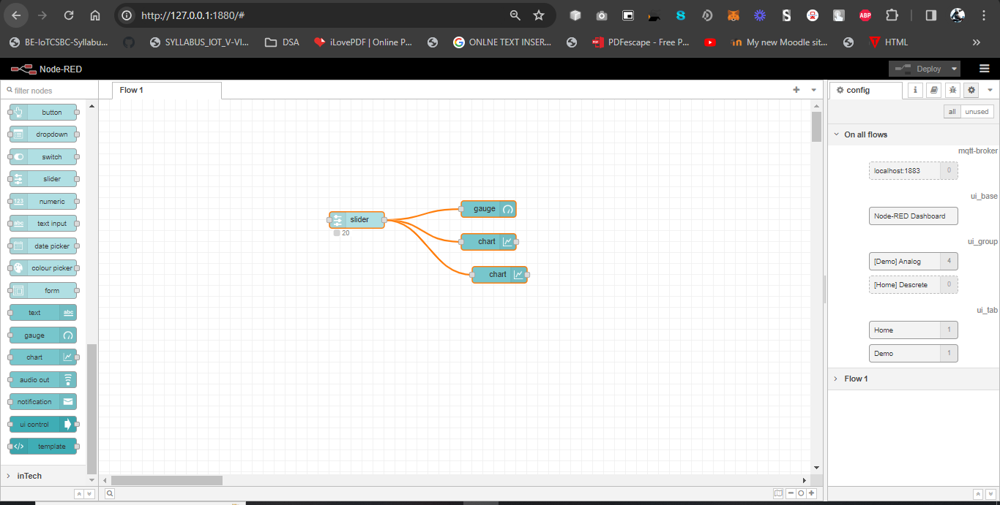 http://127.0.0.1:1880/#
BE-IoTCSBC-Syllabu...
SYLLABUS_IOT_V-VI...
DSA
iLovePDF | Online P...
ONLNE TEXT INSER...
PDFescape - Free P...
My new Moodle sit...
HTML
Node-RED
Deploy
filter nodes
Flow 1
config
all
unused
button
dropdown
switch
slider
123
numeric
abc
text input
date picker
colour picker
form
text
abc
gauge
chart
audio out
notification
ui control
template
inTech
slider
20
gauge
chart
chart
On all flows
mqtt-broker
localhost:1883
0
ui_base
Node-RED Dashboard
ui_group
[Demo] Analog
4
[Home] Descrete
0
ui_tab
Home
1
Demo
1
Flow 1